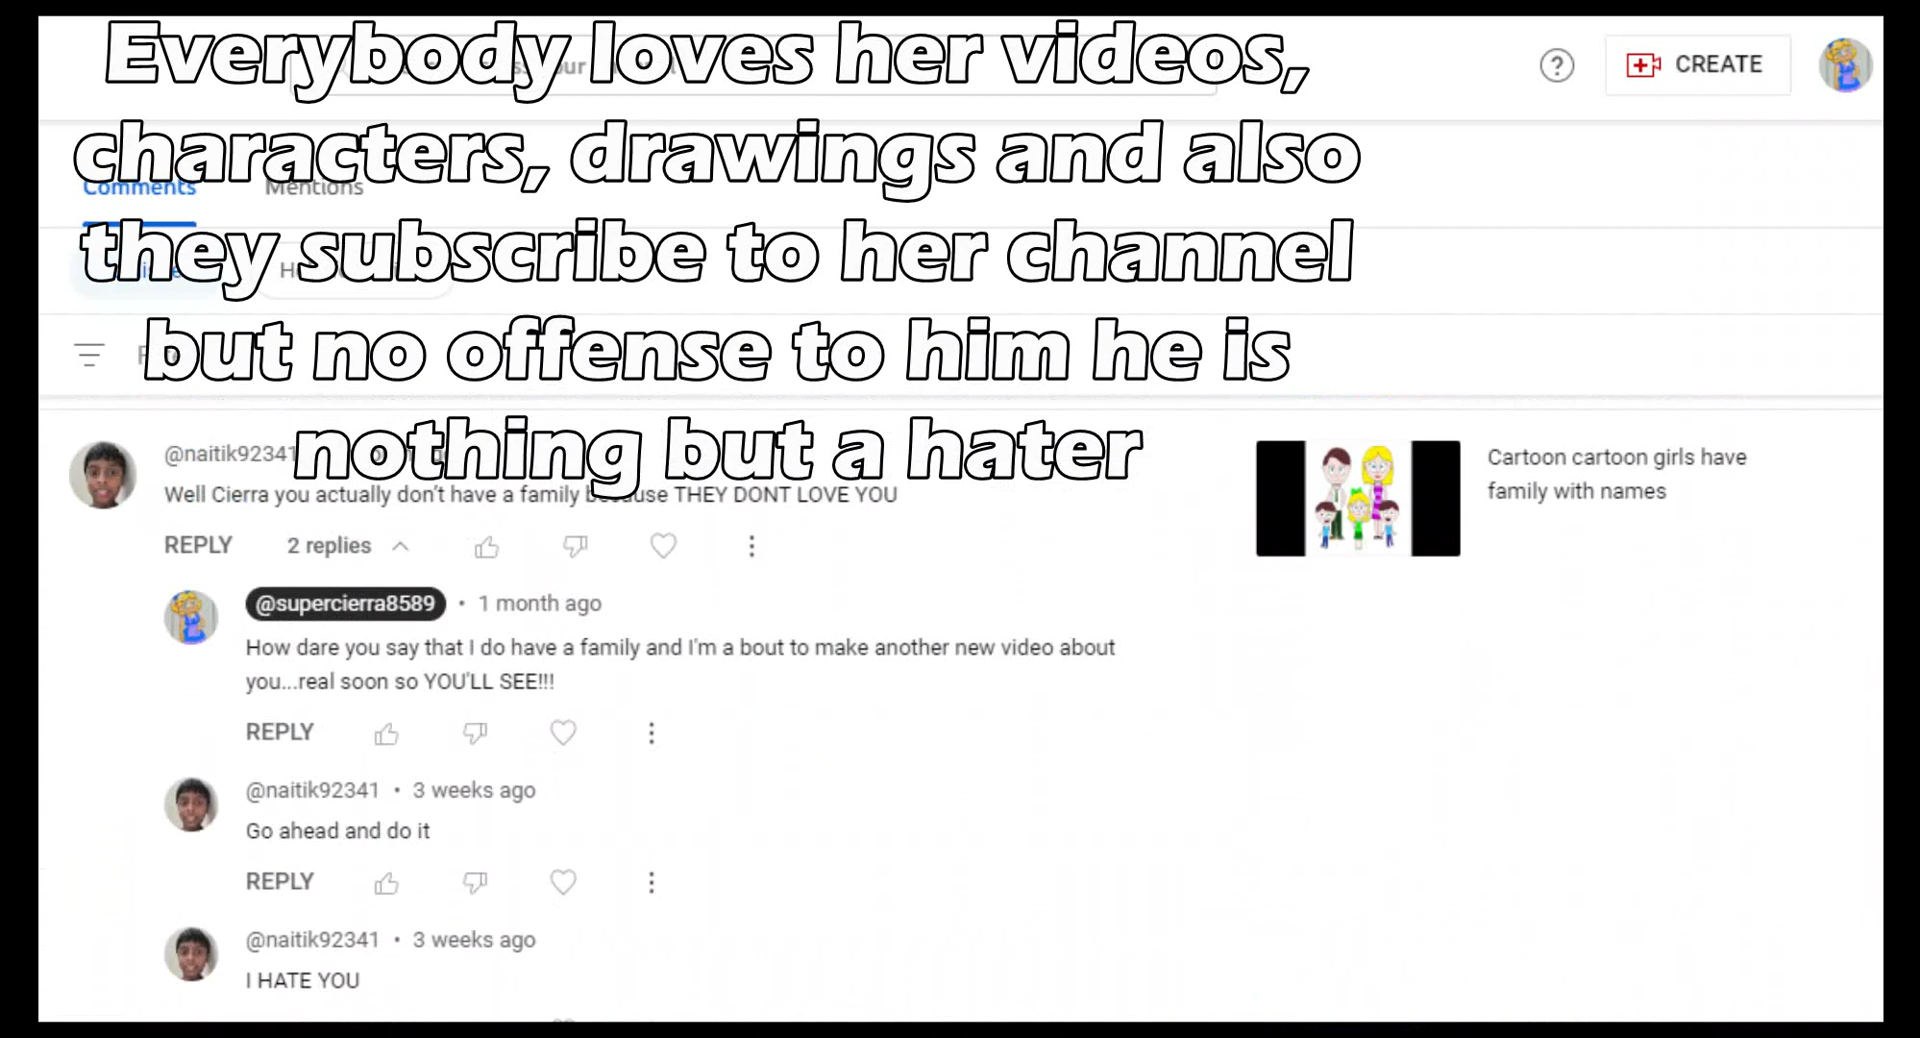 Everybody loves her videos,
characters, drawings and also
they subscribe to her channel
but no offense to him he is
nothing but a hater
CREATE
Comments
Mentions
@naitik92341
Well Cierra you actually don't have a family because THEY DONT LOVE YOU
REPLY
2 replies
Cartoon cartoon girls have
family with names
@supercierra8589 • 1 month ago
How dare you say that I do have a family and I'm a bout to make another new video about
you...real soon so YOU'LL SEE!!!
REPLY
@naitik92341 • 3 weeks ago
Go ahead and do it
REPLY
@naitik92341 • 3 weeks ago
I HATE YOU